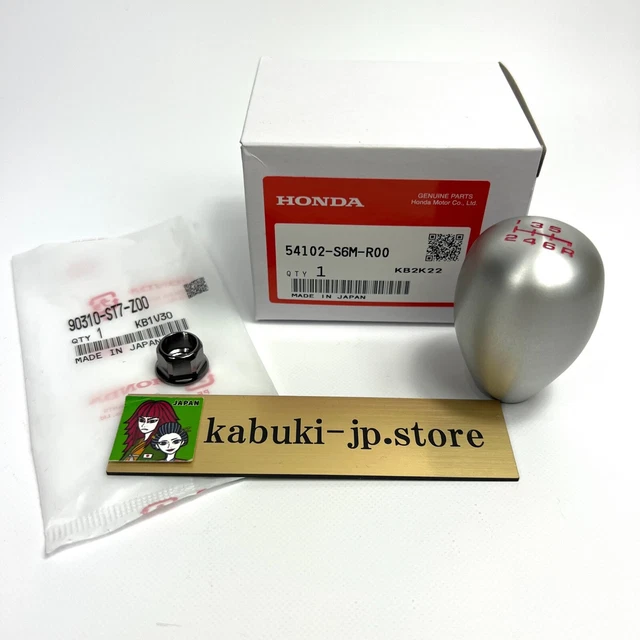 HONDA
GENUINE PARTS
Honda Motor Co., Ltd.
54102-S6M-R00
QTY 1
KB2K22
MADE IN JAPAN
1 3 5
2 4 6 R
90310-ST7-Z00
QTY 1 KB1V30
MADE IN JAPAN
HONDA
JAPAN
kabuki-jp.store